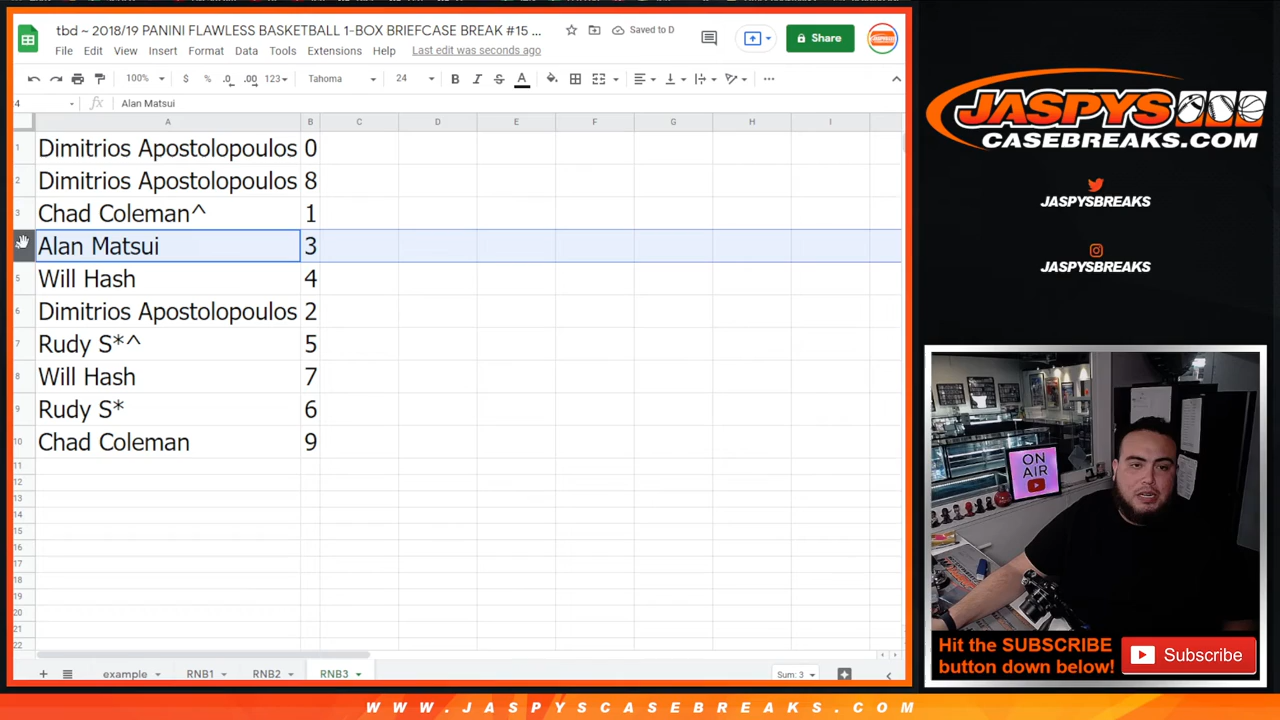 tbd ~ 2018/19 PANINI FLAWLESS BASKETBALL 1-BOX BRIEFCASE BREAK #15 ...
Saved to D
Share
File Edit View Insert Format Data Tools Extensions Help Last edit was seconds ago
100% $ % .0 .00 123 Tahoma 24 B I S A
4 fx Alan Matsui
A B C D E F G H I
1 Dimitrios Apostolopoulos 0
2 Dimitrios Apostolopoulos 8
3 Chad Coleman^ 1
Alan Matsui 3
5 Will Hash 4
6 Dimitrios Apostolopoulos 2
7 Rudy S*^ 5
8 Will Hash 7
9 Rudy S* 6
10 Chad Coleman 9
11
12
13
14
15
16
17
18
19
20
21
22
+ example RNB1 RNB2 RNB3 Sum: 3
JASPYS
CASEBREAKS.COM
JASPYSBREAKS
JASPYSBREAKS
ON
AIR
Hit the SUBSCRIBE
button down below!
Subscribe
WWW.JASPYSCASEBREAKS.COM